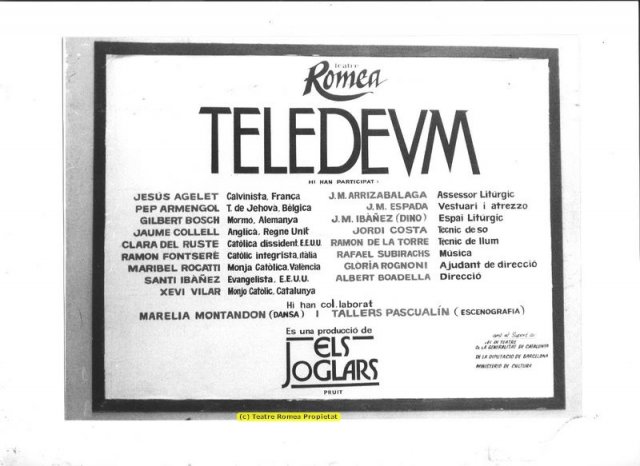 Teatre
Romea
TELEDEVM
HI HAN PARTICIPAT:
JESÚS AGELET Calvinista, França
PEP ARMENGOL T. de Jehovà, Bèlgica
GILBERT BOSCH Mormo, Alemanya
JAUME COLLELL Anglicà, Regne Unit
CLARA DEL RUSTE Catòlica dissident, E.E.U.U.
RAMON FONTSERÈ Catòlic integrista, Itàlia
MARIBEL ROCATTI Monja Catòlica, València
SANTI IBÀÑEZ Evangelista, E.E.U.U.
XEVI VILAR Monjo Catòlic, Catalunya
J.M. ARRIZABALAGA Assessor Litúrgic
J.M. ESPADA Vestuari i atrezzo
J.M. IBÀÑEZ (DINO) Espai Litúrgic
JORDI COSTA Tecnic de so
RAMON DE LA TORRE Tecnic de llum
RAFAEL SUBIRACHS Música
GLÒRIA ROGNONI Ajudant de direcció
ALBERT BOADELLA Direcció
Hi han col.laborat
MARELIA MONTANDON (DANSA) I TALLERS PASCUALÍN (ESCENOGRAFIA)
Es una producció de
ELS
JOGLARS
PRUIT
DE LA GENERALITAT DE CATALUNYA
DE LA DIPUTACIÓ DE BARCELONA
MINISTERIO DE CULTURA
(c) Teatre Romea Propietat